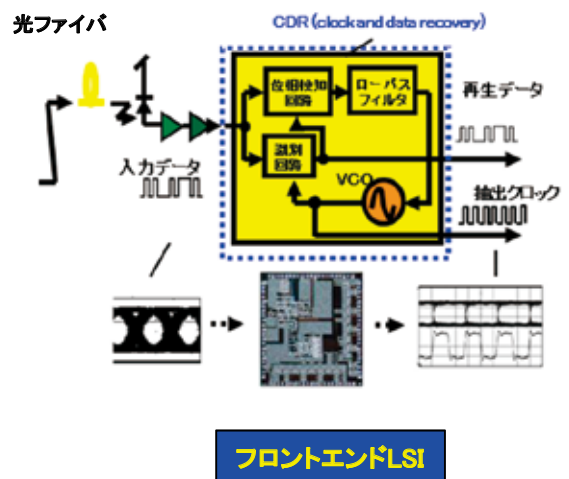 光ファイバ
CDR (clock and data recovery)
位相検知
回路
ローパス
フィルタ
再生データ
入力データ
識別
回路
VCO
抽出クロック
フロントエンドLSI